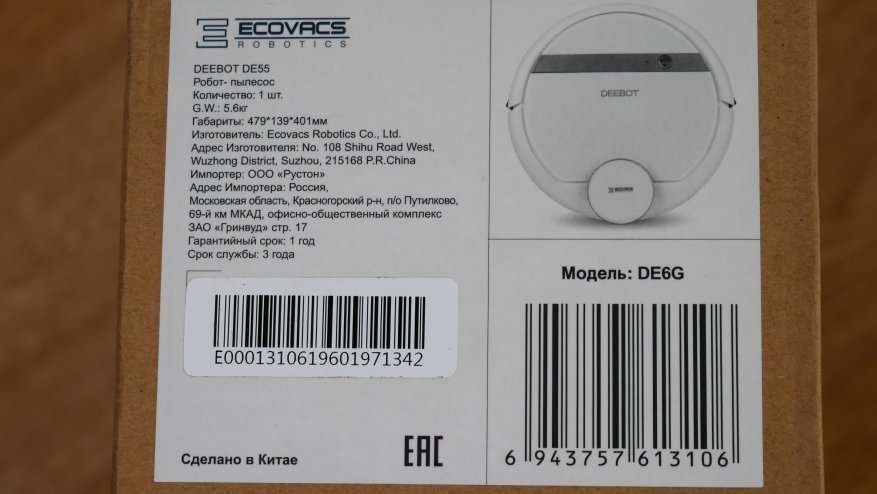 ECOVACS
ROBOTICS
DEEBOT DE55
Робот- пылесос
Количество: 1 шт.
G.W.: 5.6кг
Габариты: 479*139*401мм
Изготовитель: Ecovacs Robotics Co., Ltd.
Адрес Изготовителя: No. 108 Shihu Road West,
Wuzhong District, Suzhou, 215168 P.R.China
Импортер: ООО «Рустон»
Адрес Импортера: Россия,
Московская область, Красногорский р-н, п/о Путилково,
69-й км МКАД, офисно-общественный комплекс
ЗАО «Гринвуд» стр. 17
Гарантийный срок: 1 год
Срок службы: 3 года
E0001310619601971342
Сделано в Китае
EAC
DEEBOT
ECOVACS
Модель: DE6G
6 943757 613106